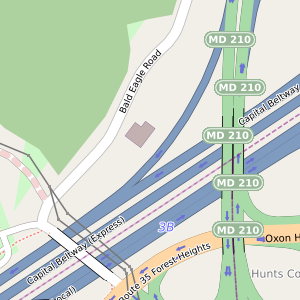 MD 210
Bald Eagle Road
MD 210
Capital Beltway
MD 210
MD 210
Capital Beltway (Express)
3B
MD 210
Oxon H
Route 35 Forest Heights
Hunts Co
ocal)